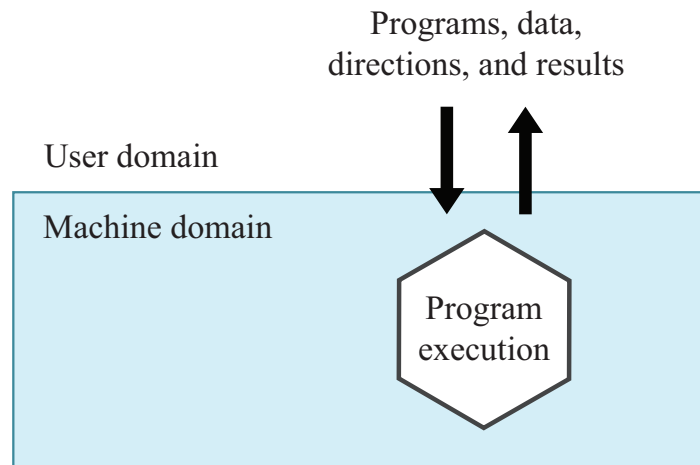 Programs, data,
directions, and results
User domain
Machine domain
Program
execution